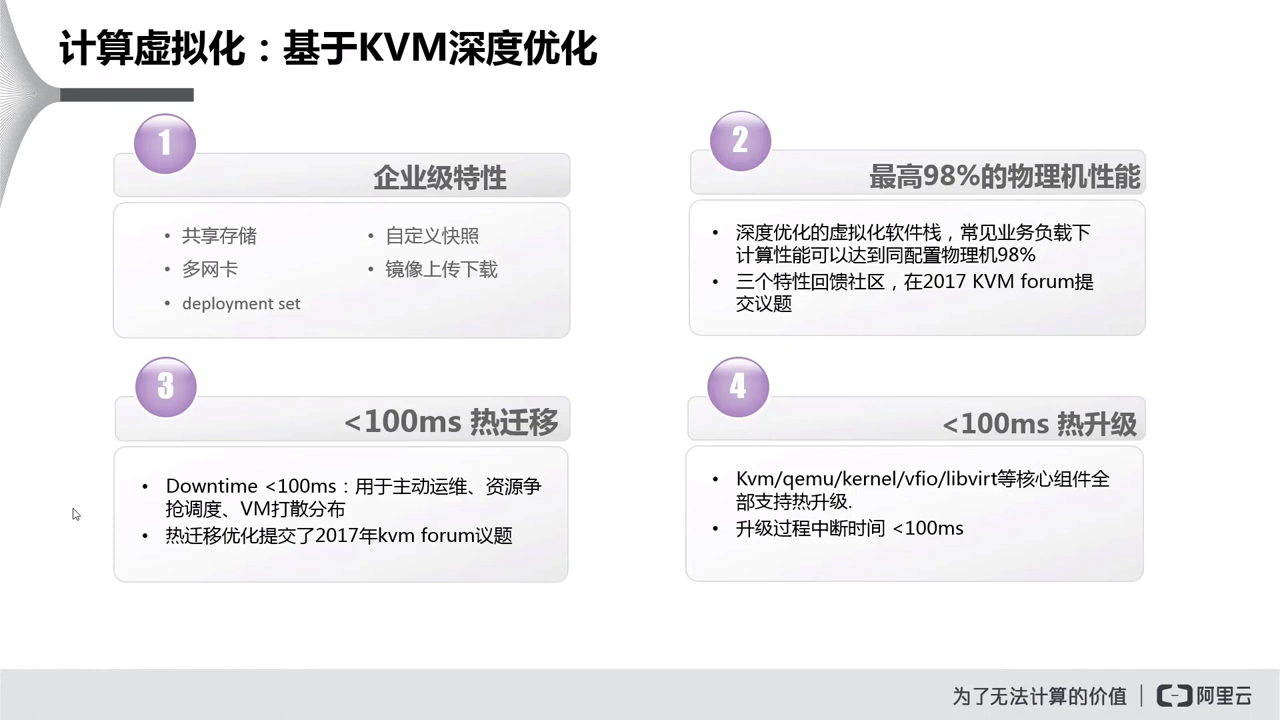 计算虚拟化：基于KVM深度优化
1
企业级特性
• 共享存储
• 多网卡
• deployment set
• 自定义快照
• 镜像上传下载
2
最高98%的物理机性能
• 深度优化的虚拟化软件栈，常见业务负载下
计算性能可以达到同配置物理机98%
• 三个特性回馈社区，在2017 KVM forum提
交议题
3
<100ms 热迁移
• Downtime <100ms：用于主动运维、资源争
抢调度、VM打散分布
• 热迁移优化提交了2017年kvm forum议题
4
<100ms 热升级
• Kvm/qemu/kernel/vfio/libvirt等核心组件全
部支持热升级.
• 升级过程中断时间 <100ms
为了无法计算的价值 | 阿里云